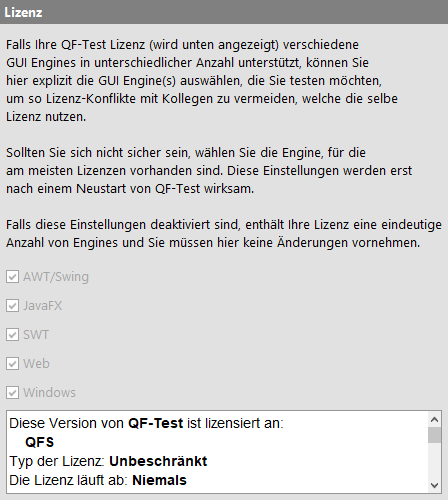 Lizenz
Falls Ihre QF-Test Lizenz (wird unten angezeigt) verschiedene
GUI Engines in unterschiedlicher Anzahl unterstützt, können Sie
hier explizit die GUI Engine(s) auswählen, die Sie testen möchten,
um so Lizenz-Konflikte mit Kollegen zu vermeiden, welche die selbe
Lizenz nutzen.
Sollten Sie sich nicht sicher sein, wählen Sie die Engine, für die
am meisten Lizenzen vorhanden sind. Diese Einstellungen werden erst
nach einem Neustart von QF-Test wirksam.
Falls diese Einstellungen deaktiviert sind, enthält Ihre Lizenz eine eindeutige
Anzahl von Engines und Sie müssen hier keine Änderungen vornehmen.
AWT/Swing
JavaFX
SWT
Web
Windows
Diese Version von QF-Test ist lizensiert an:
QFS
Typ der Lizenz: Unbeschränkt
Die Lizenz läuft ab: Niemals